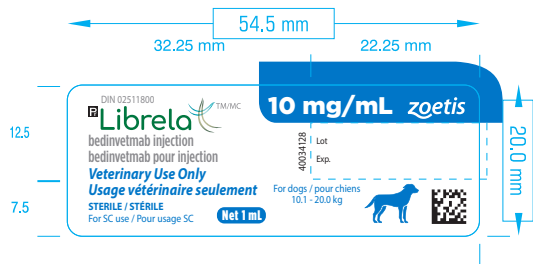 54.5 mm
32.25 mm
22.25 mm
12.5
7.5
20.0 mm
DIN 02511800
Pr
Librela TM/MC
bedinvetmab injection
bedinvetmab pour injection
Veterinary Use Only
Usage vétérinaire seulement
STERILE / STÉRILE
For SC use / Pour usage SC
Net 1 mL
10 mg/mL zoetis
40034128
Lot
Exp.
For dogs / pour chiens
10.1 - 20.0 kg